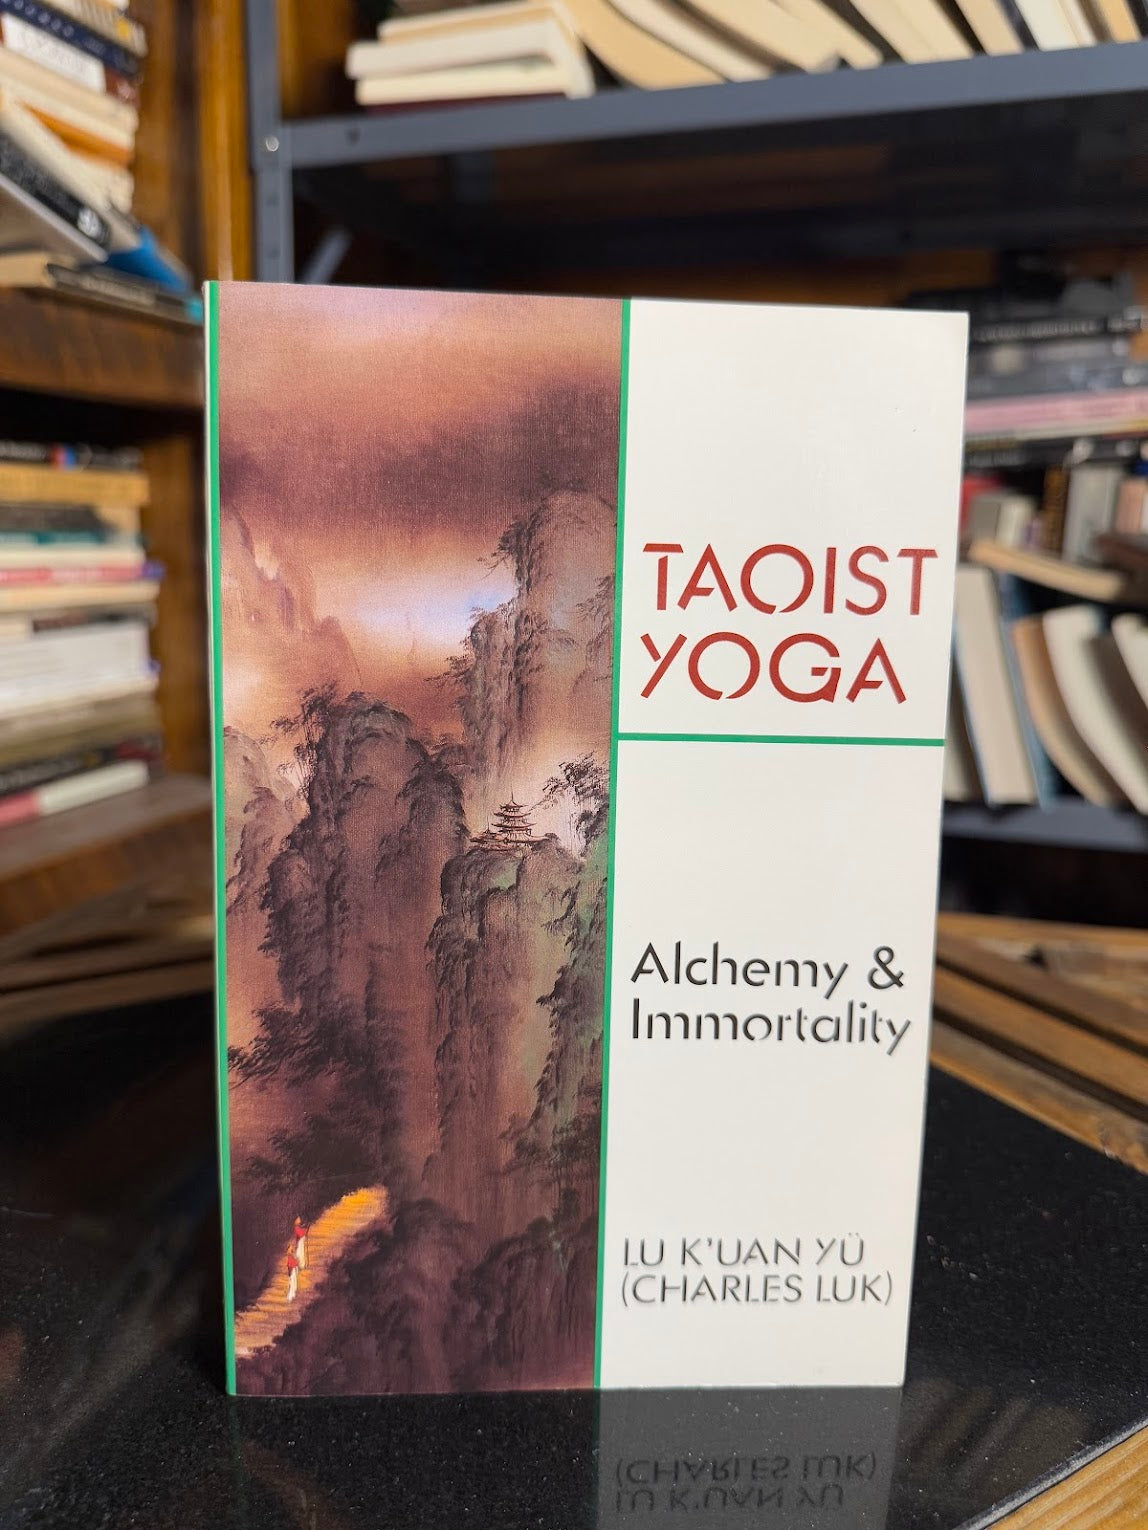 TAOIST
YOGA
Alchemy &
Immortality
LU K'UAN YÜ
(CHARLES LUK)